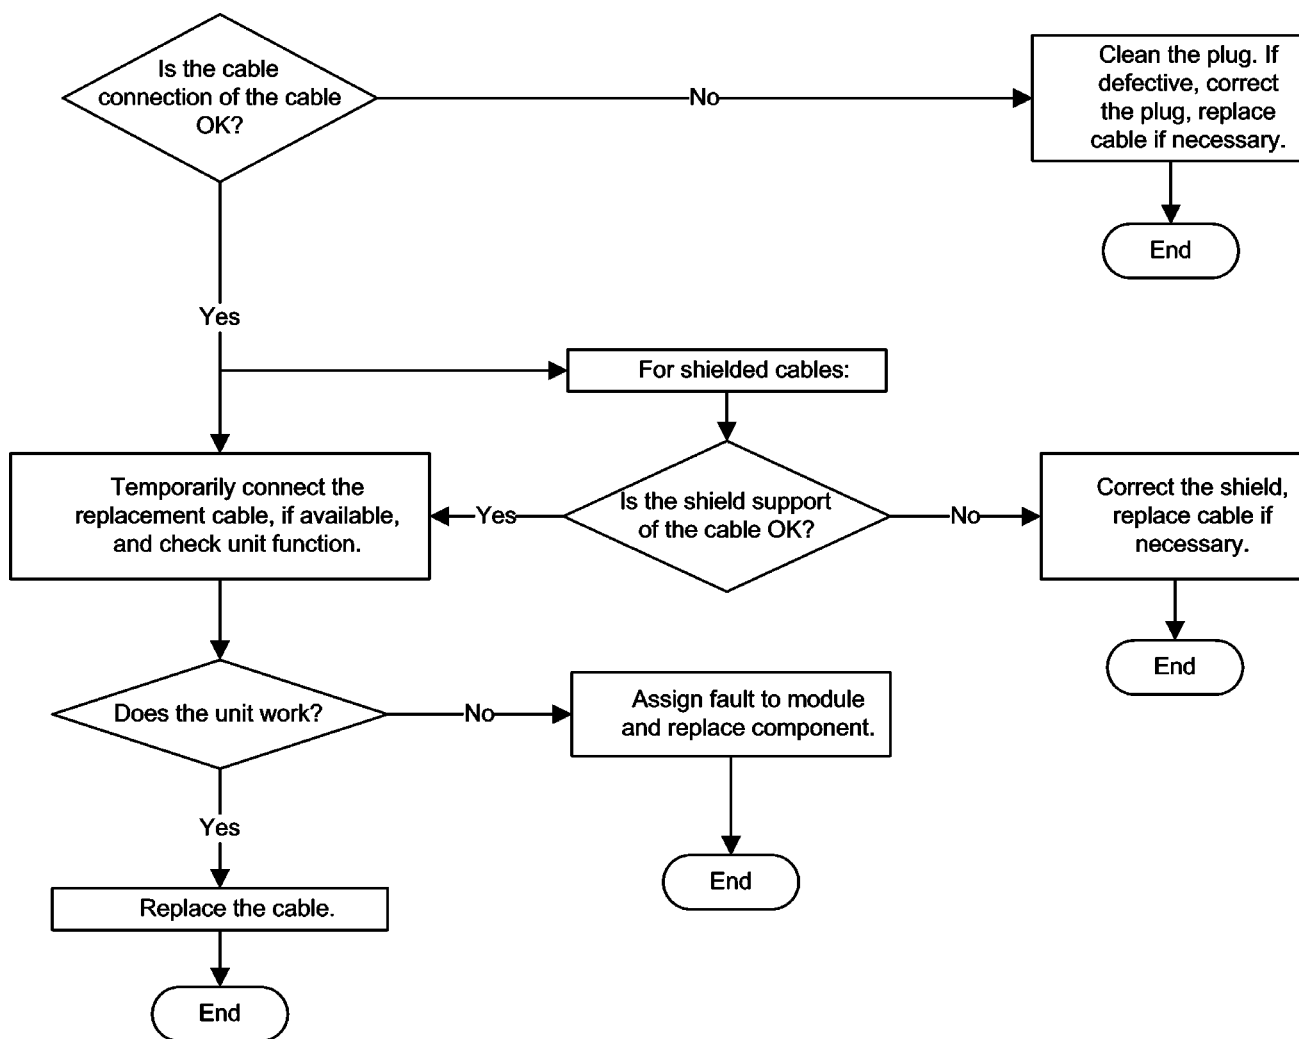 Is the cable
connection of the cable
OK?
No
Clean the plug. If
defective, correct
the plug, replace
cable if necessary.
End
Yes
For shielded cables:
Temporarily connect the
replacement cable, if available,
and check unit function.
Yes
Is the shield support
of the cable OK?
No
Correct the shield,
replace cable if
necessary.
End
Does the unit work?
No
Assign fault to module
and replace component.
End
Yes
Replace the cable.
End